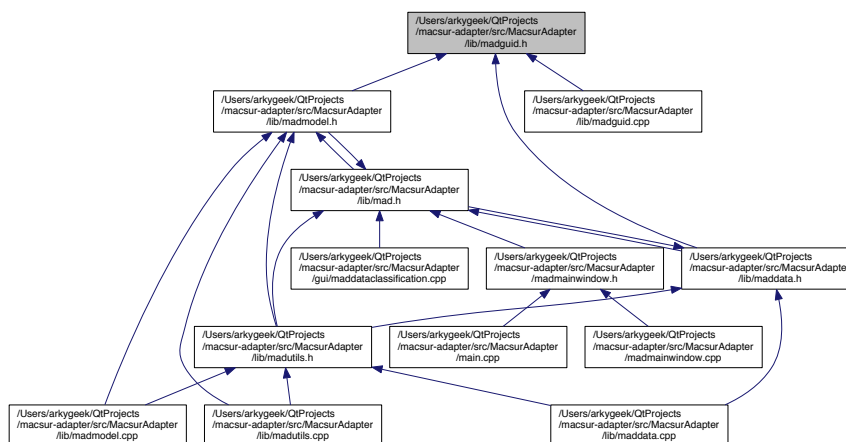 /Users/arkygeek/QtProjects
/macsur-adapter/src/MacsurAdapter
/lib/madguid.h
/Users/arkygeek/QtProjects
/macsur-adapter/src/MacsurAdapter
/lib/madmodel.h
/Users/arkygeek/QtProjects
/macsur-adapter/src/MacsurAdapter
/lib/madguid.cpp
/Users/arkygeek/QtProjects
/macsur-adapter/src/MacsurAdapter
/lib/mad.h
/Users/arkygeek/QtProjects
/macsur-adapter/src/MacsurAdapter
/gui/maddataclassification.cpp
/Users/arkygeek/QtProjects
/macsur-adapter/src/MacsurAdapter
/madmainwindow.h
/Users/arkygeek/QtProjects
/macsur-adapter/src/MacsurAdapter
/lib/maddata.h
/Users/arkygeek/QtProjects
/macsur-adapter/src/MacsurAdapter
/lib/madutils.h
/Users/arkygeek/QtProjects
/macsur-adapter/src/MacsurAdapter
/main.cpp
/Users/arkygeek/QtProjects
/macsur-adapter/src/MacsurAdapter
/madmainwindow.cpp
/Users/arkygeek/QtProjects
/macsur-adapter/src/MacsurAdapter
/lib/madmodel.cpp
/Users/arkygeek/QtProjects
/macsur-adapter/src/MacsurAdapter
/lib/madutils.cpp
/Users/arkygeek/QtProjects
/macsur-adapter/src/MacsurAdapter
/lib/maddata.cpp